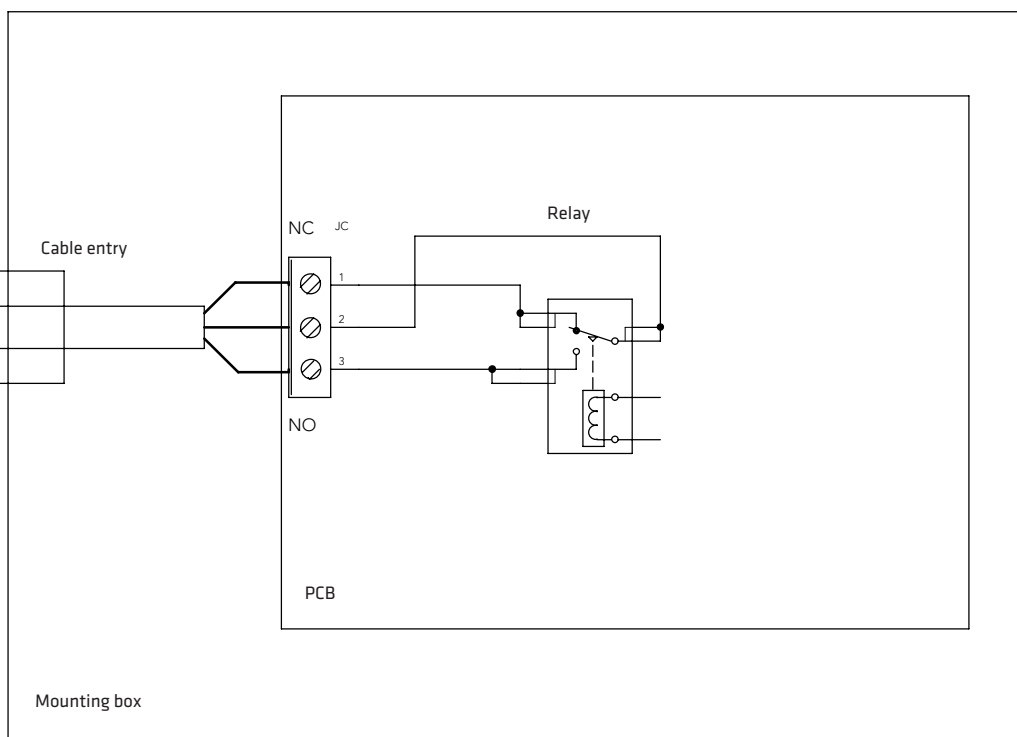 Relay
NC JC
Cable entry
1
2
3
NO
PCB
Mounting box